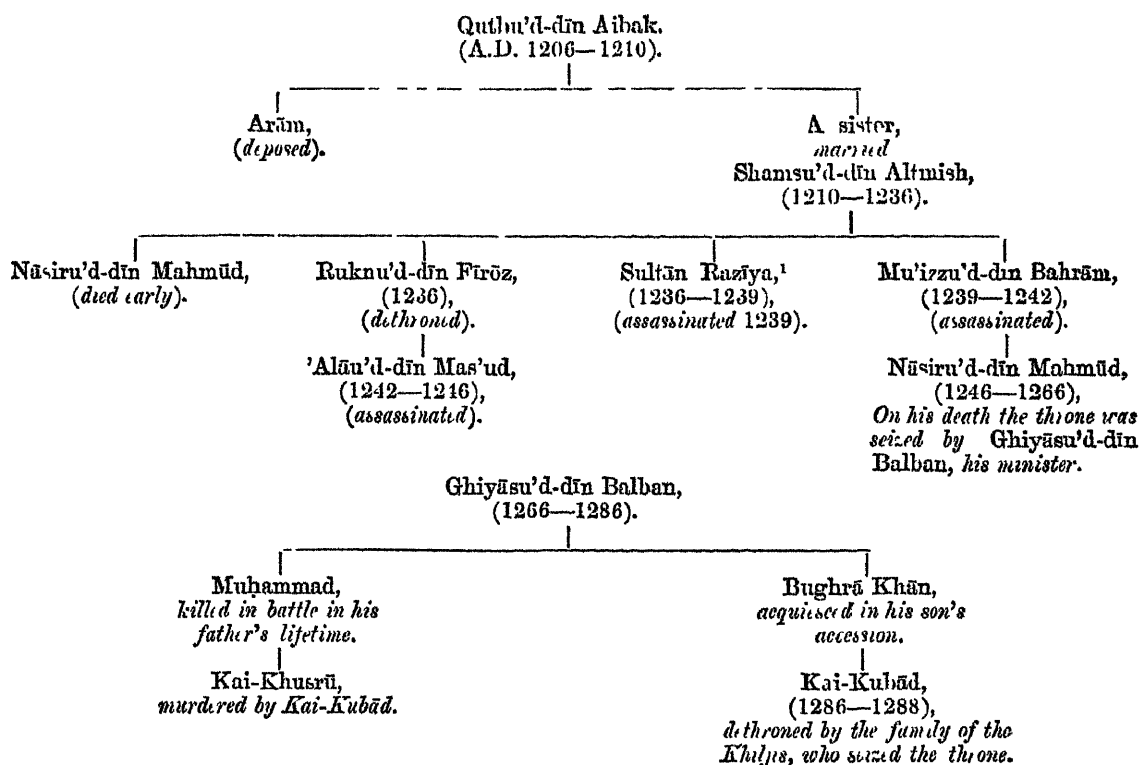 Qutbu'd-dīn Aibak.
(A.D. 1206—1210).
Arām,
(deposed).
A sister,
married
Shamsu'd-dīn Altmish,
(1210—1236).
Nāsiru'd-dīn Mahmūd,
(died early).
Ruknu'd-dīn Fīrōz,
(1236),
(dethroned).
'Alāu'd-dīn Mas'ud,
(1242—1246),
(assassinated).
Sultān Razīya,¹
(1236—1239),
(assassinated 1239).
Mu'izzu'd-dīn Bahrām,
(1239—1242),
(assassinated).
Nāsiru'd-dīn Mahmūd,
(1246—1266),
On his death the throne was
seized by Ghiyāsu'd-dīn
Balban, his minister.
Ghiyāsu'd-dīn Balban,
(1266—1286).
Muḥammad,
killed in battle in his
father's lifetime.
Kai-Khusrū,
murdered by Kai-Kubād.
Bughrā Khān,
acquiesced in his son's
accession.
Kai-Kubād,
(1286—1288),
dethroned by the family of the
Khiljis, who seized the throne.